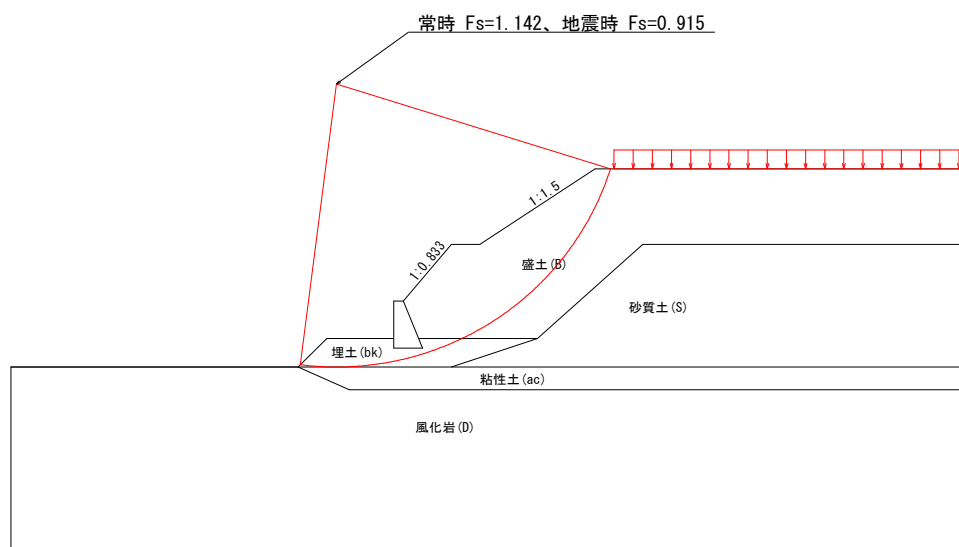 常時 Fs=1.142、地震時 Fs=0.915
1:1.5
1:0.833
盛土(B)
砂質土(S)
埋土(bk)
粘性土(ac)
風化岩(D)